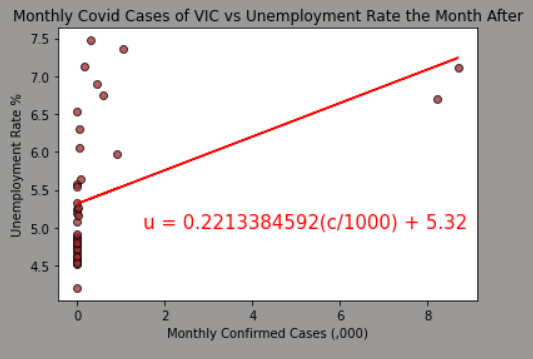 Monthly Covid Cases of VIC vs Unemployment Rate the Month After
7.5
7.0
6.5
6.0
5.5
5.0
4.5
Unemployment Rate %
u = 0.2213384592(c/1000) + 5.32
0 2 4 6 8
Monthly Confirmed Cases (,000)